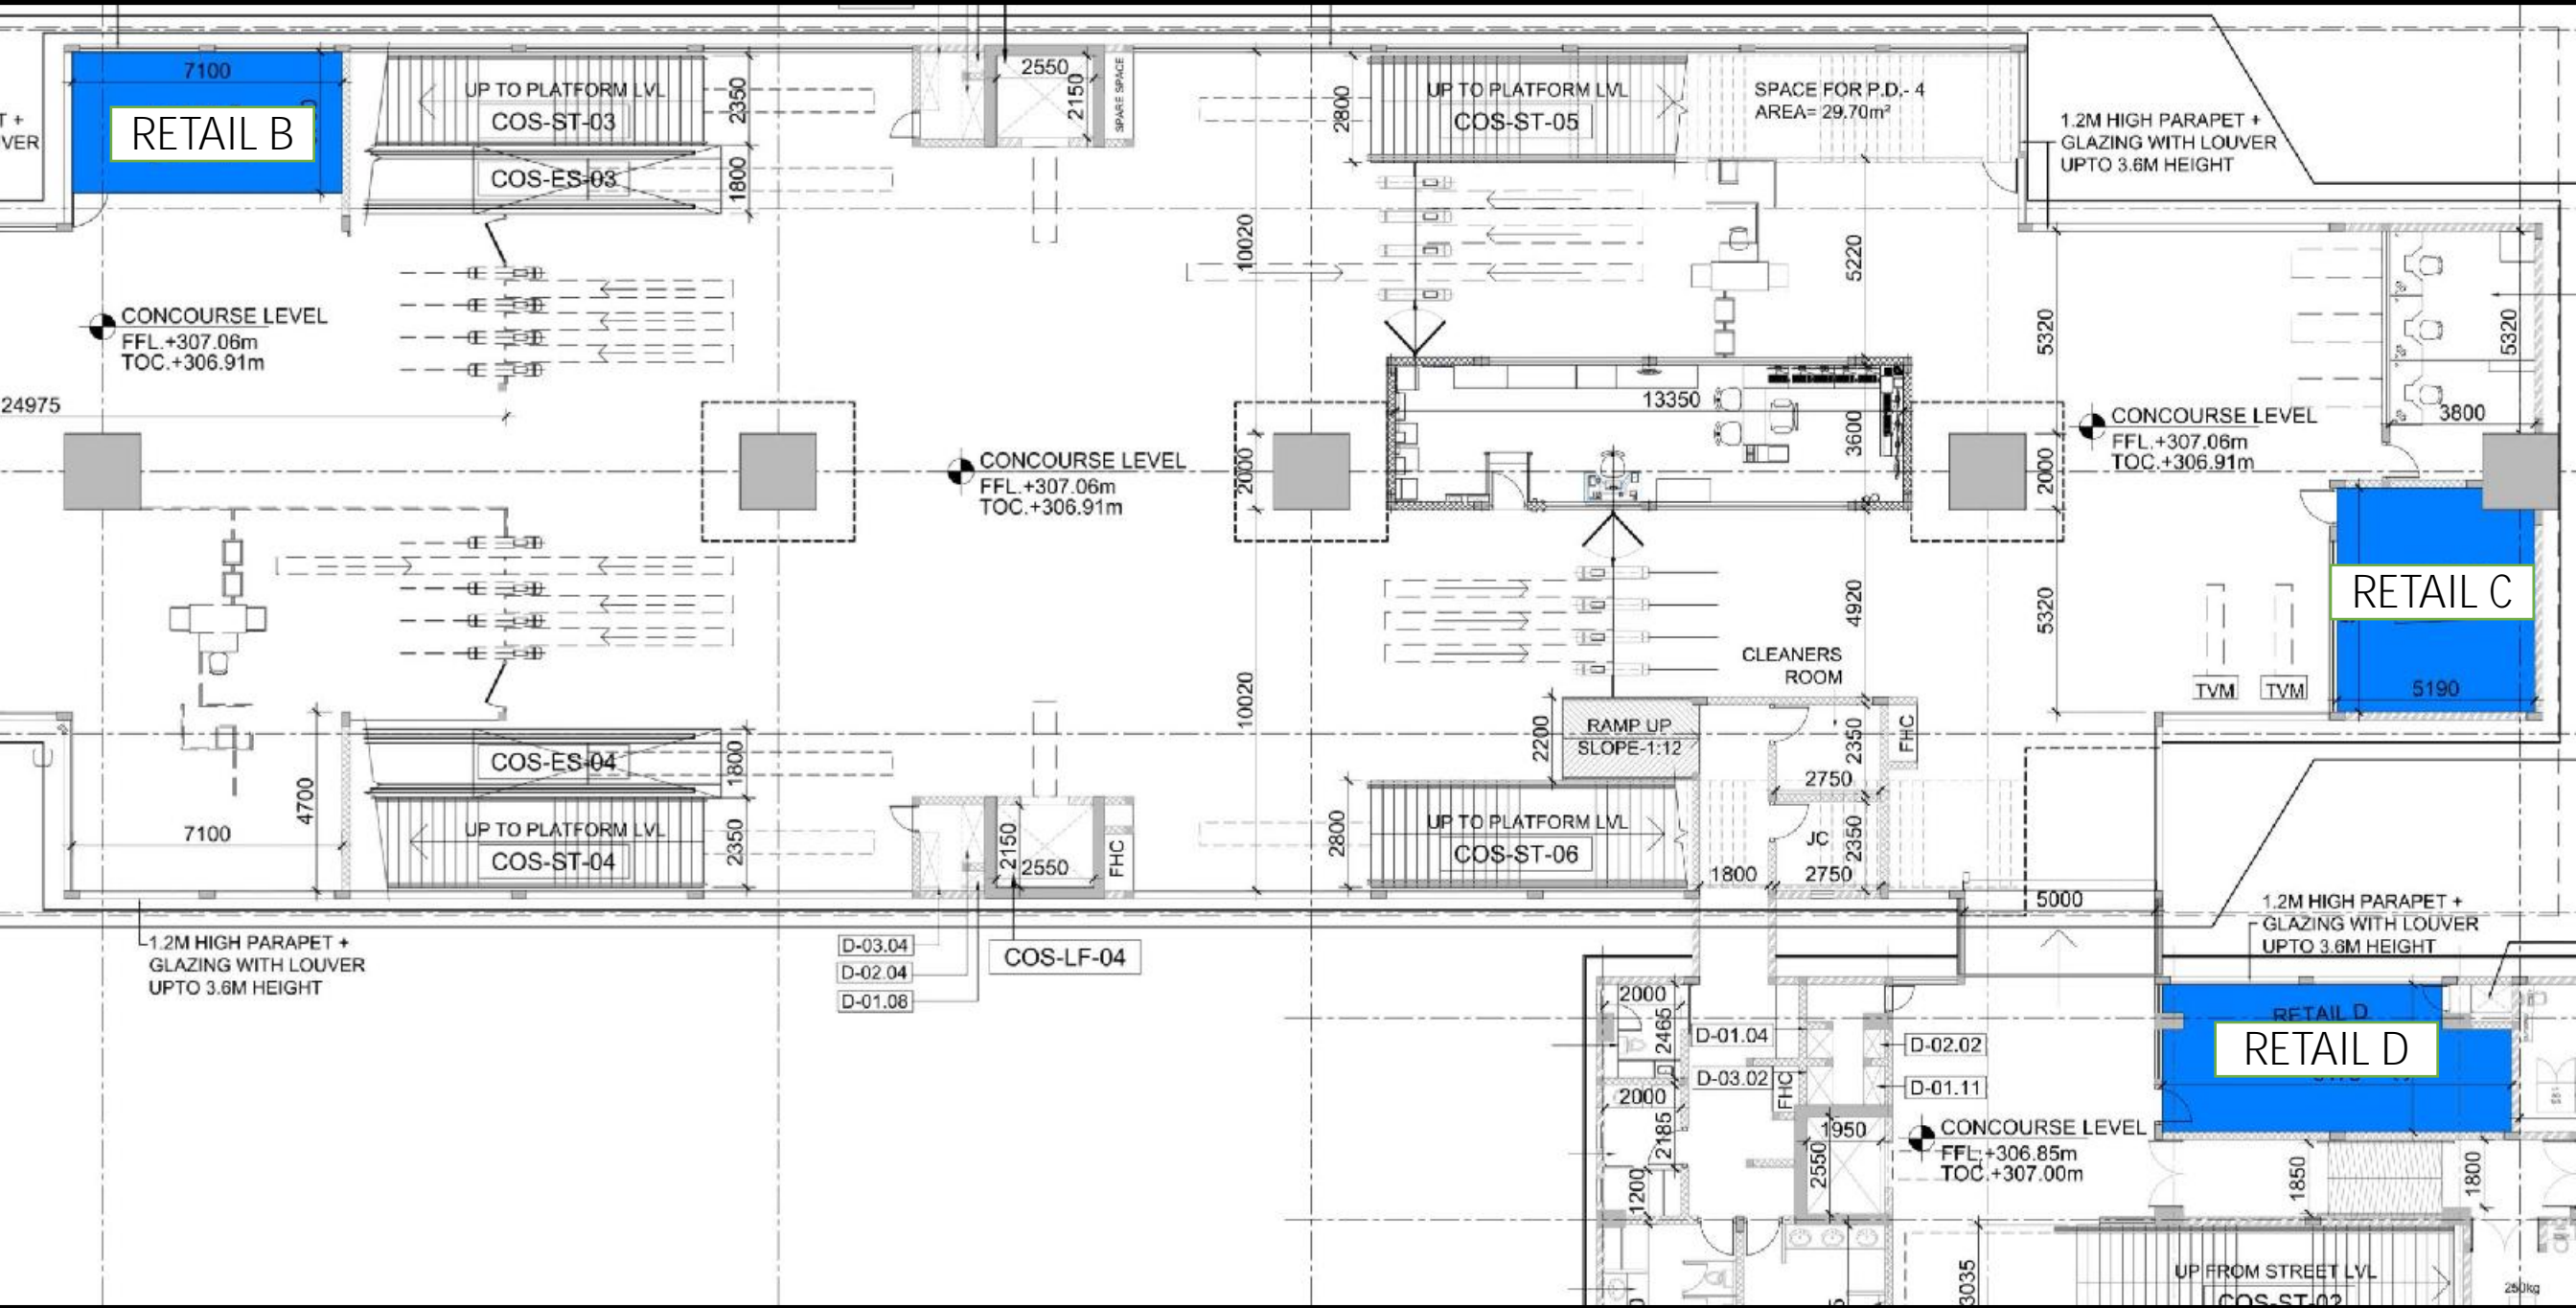 7100
RETAIL B
T +
VER
UP TO PLATFORM LVL
COS-ST-03
COS-ES-03
2350
1800
2550
2150
SPARE SPACE
2800
UP TO PLATFORM LVL
COS-ST-05
SPACE FOR P.D.- 4
AREA= 29.70m²
1.2M HIGH PARAPET +
GLAZING WITH LOUVER
UPTO 3.6M HEIGHT
10020
5220
5320
5320
CONCOURSE LEVEL
FFL.+307.06m
TOC.+306.91m
24975
CONCOURSE LEVEL
FFL.+307.06m
TOC.+306.91m
2000
13350
3600
2000
CONCOURSE LEVEL
FFL.+307.06m
TOC.+306.91m
3800
RETAIL C
5190
4920
5320
TVM
TVM
CLEANERS
ROOM
10020
2200
RAMP UP
SLOPE-1:12
2350
2750
FHC
4700
7100
COS-ES-04
1800
UP TO PLATFORM LVL
COS-ST-04
2350
2150
2550
FHC
2800
UP TO PLATFORM LVL
COS-ST-06
JC
2350
1800
2750
5000
1.2M HIGH PARAPET +
GLAZING WITH LOUVER
UPTO 3.6M HEIGHT
D-03.04
D-02.04
D-01.08
COS-LF-04
1.2M HIGH PARAPET +
GLAZING WITH LOUVER
UPTO 3.6M HEIGHT
2000
2465
D-01.04
D-03.02
FHC
D-02.02
D-01.11
2000
2185
1950
2550
1200
CONCOURSE LEVEL
FFL.+306.85m
TOC.+307.00m
RETAIL D
RETAIL D
1850
1800
3035
UP FROM STREET LVL
COS-ST-02
250kg